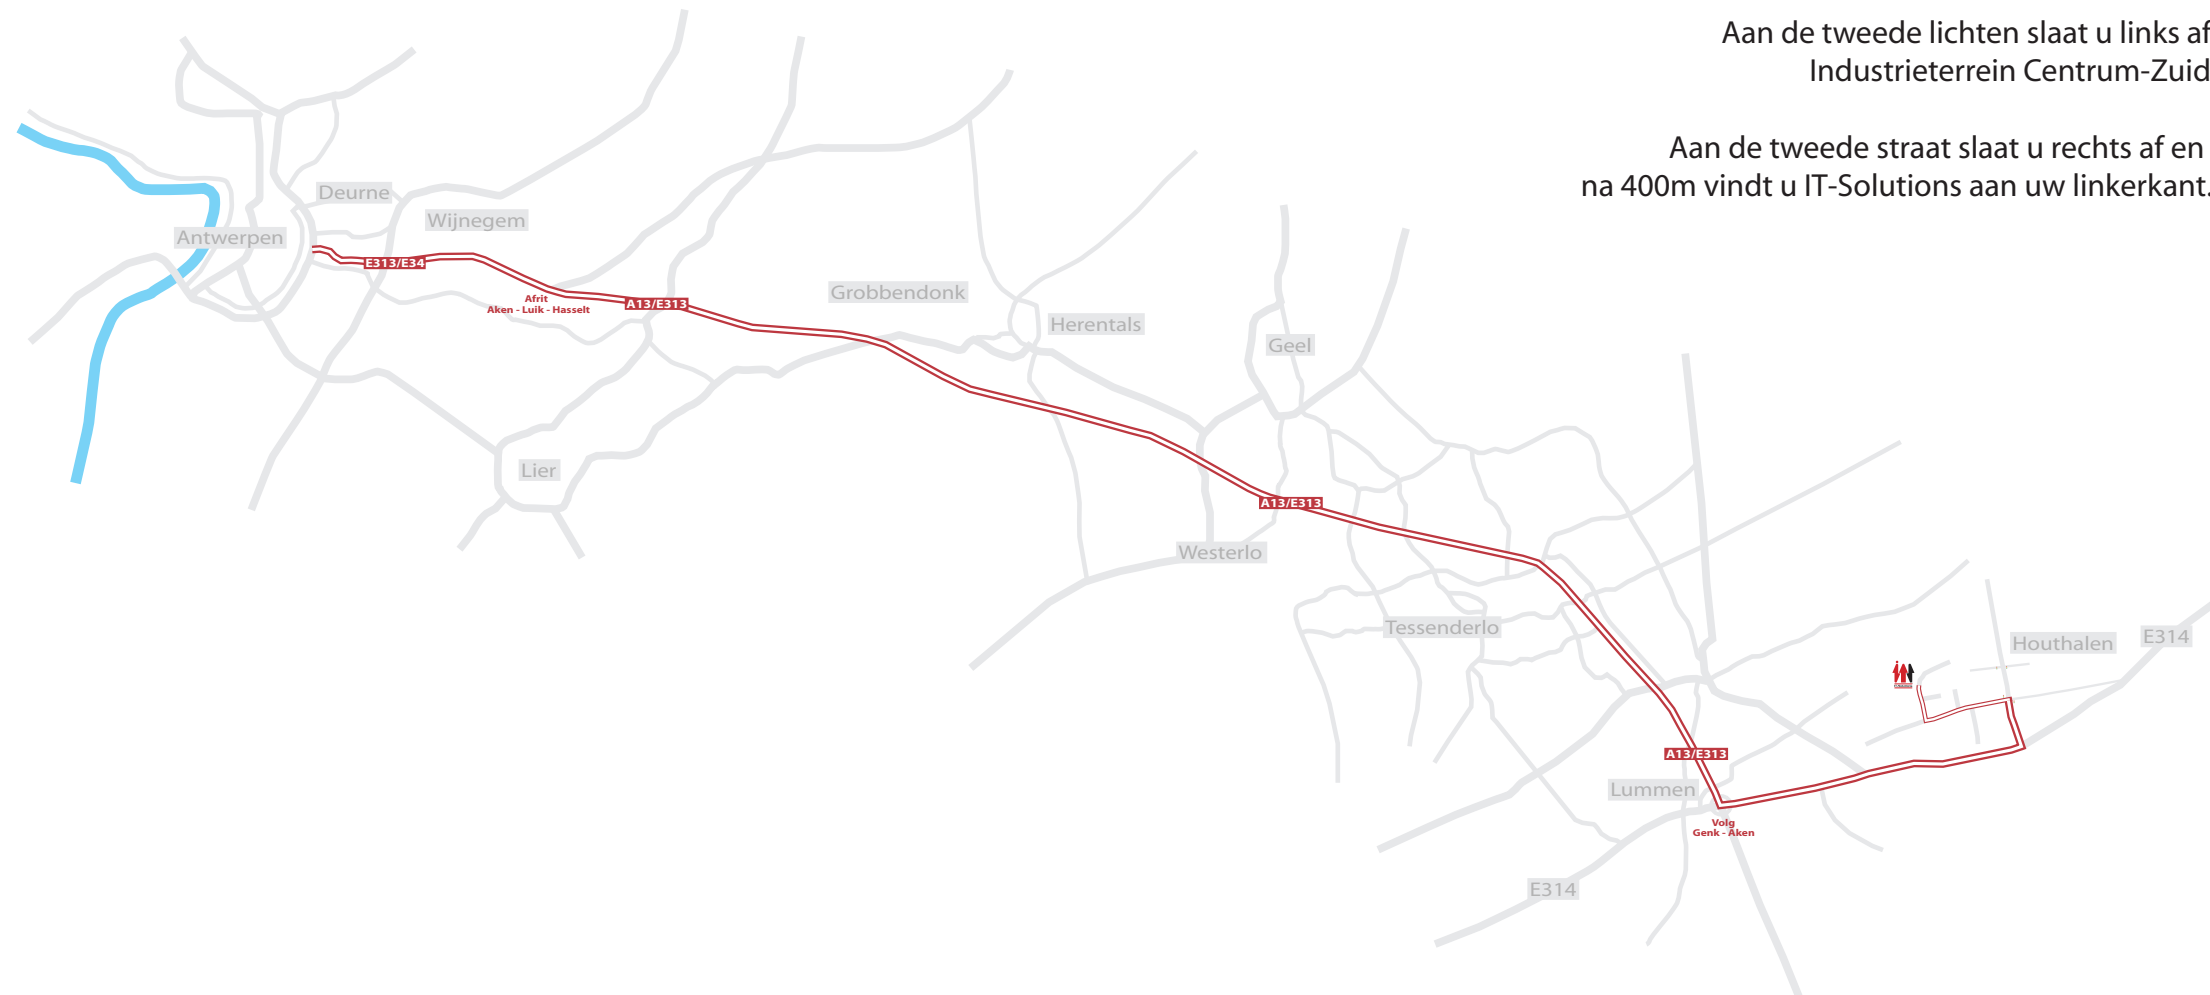 Aan de tweede lichten slaat u links af
Industrieterrein Centrum-Zuid
Aan de tweede straat slaat u rechts af en
na 400m vindt u IT-Solutions aan uw linkerkant.
Deurne
Wijnegem
Antwerpen
E313/E34
Afrit
Aken - Luik - Hasselt
A13/E313
Grobbendonk
Herentals
Geel
Lier
A13/E313
Westerlo
Tessenderlo
Houthalen
E314
A13/E313
Lummen
Volg
Genk - Aken
E314